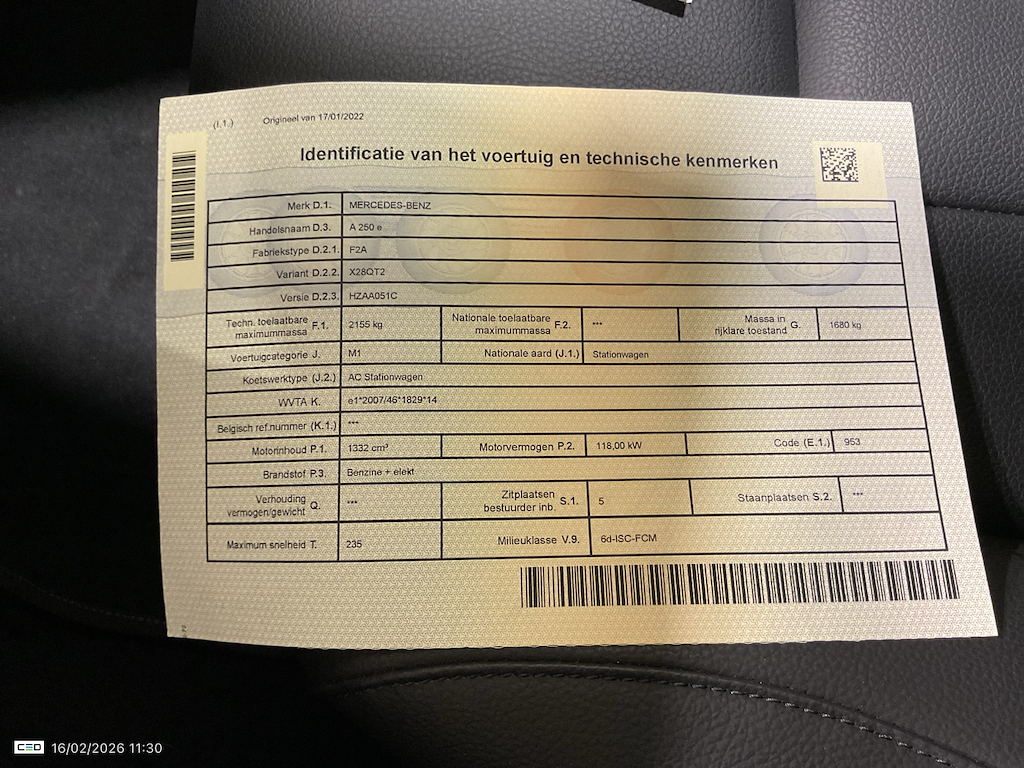 (I.1.) Origineel van 17/01/2022
Identificatie van het voertuig en technische kenmerken
Merk D.1. MERCEDES-BENZ
Handelsnaam D.3. A 250 e
Fabriekstype D.2.1. F2A
Variant D.2.2. X28QT2
Versie D.2.3. HZAA051C
Techn. toelaatbare maximummassa F.1. 2155 kg Nationale toelaatbare maximummassa F.2. *** Massa in rijklare toestand G. 1680 kg
Voertuigcategorie J. M1 Nationale aard (J.1.) Stationwagen
Koetswerktype (J.2.) AC Stationwagen
WVTA K. e1*2007/46*1829*14
Belgisch ref.nummer (K.1.) ***
Motorinhoud P.1. 1332 cm³ Motorvermogen P.2. 118,00 kW Code (E.1.) 953
Brandstof P.3. Benzine + elekt
Verhouding vermogen/gewicht Q. *** Zitplaatsen bestuurder inb. S.1. 5 Staanplaatsen S.2. ***
Maximum snelheid T. 235 Milieuklasse V.9. 6d-ISC-FCM
CEO 16/02/2026 11:30